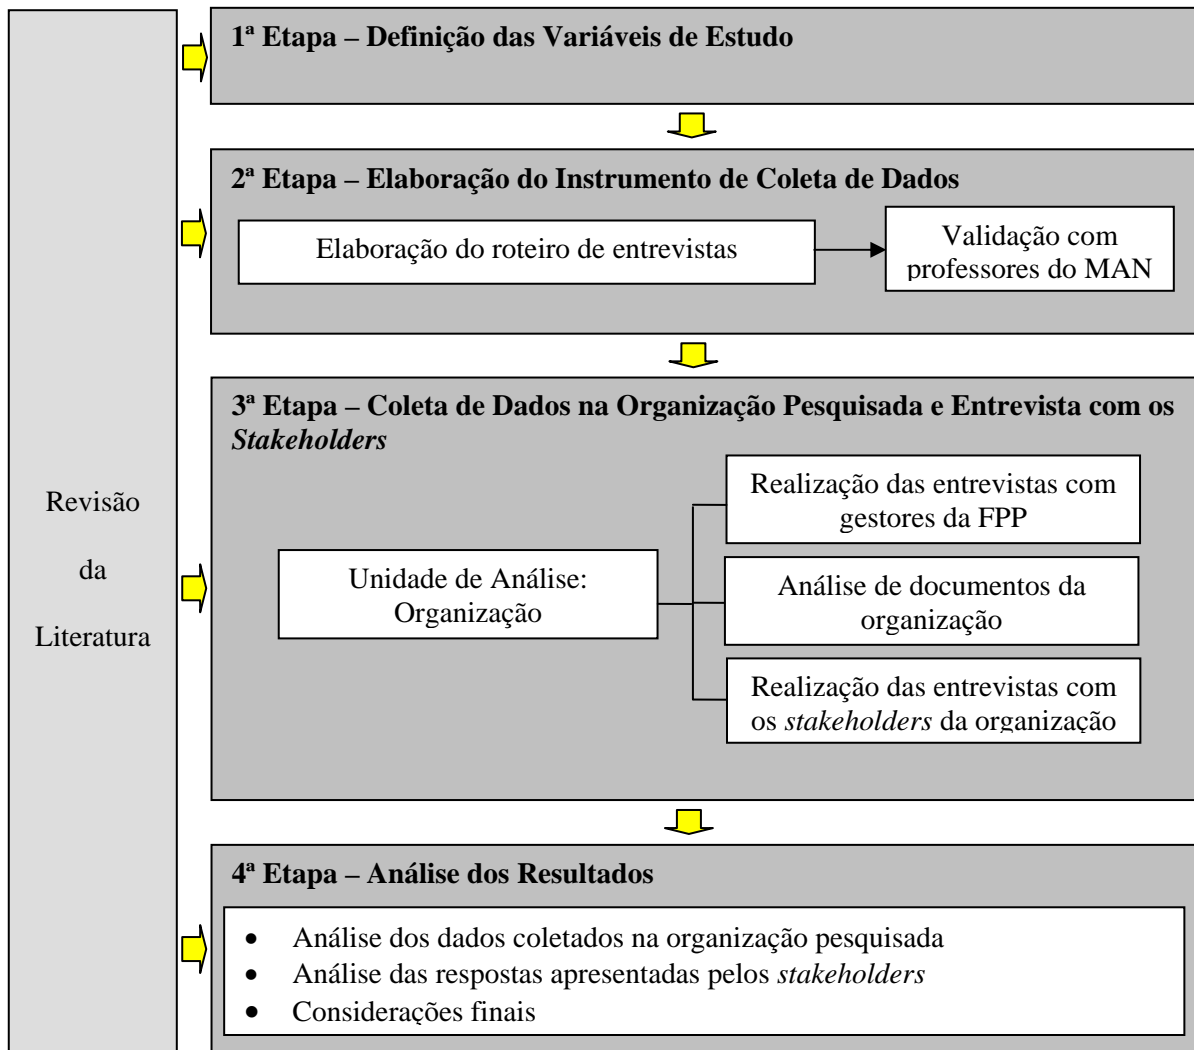 Revisão
da
Literatura
1ª Etapa – Definição das Variáveis de Estudo
2ª Etapa – Elaboração do Instrumento de Coleta de Dados
Elaboração do roteiro de entrevistas
Validação com
professores do MAN
3ª Etapa – Coleta de Dados na Organização Pesquisada e Entrevista com os
Stakeholders
Unidade de Análise:
Organização
Realização das entrevistas com
gestores da FPP
Análise de documentos da
organização
Realização das entrevistas com
os stakeholders da organização
4ª Etapa – Análise dos Resultados
• Análise dos dados coletados na organização pesquisada
• Análise das respostas apresentadas pelos stakeholders
• Considerações finais